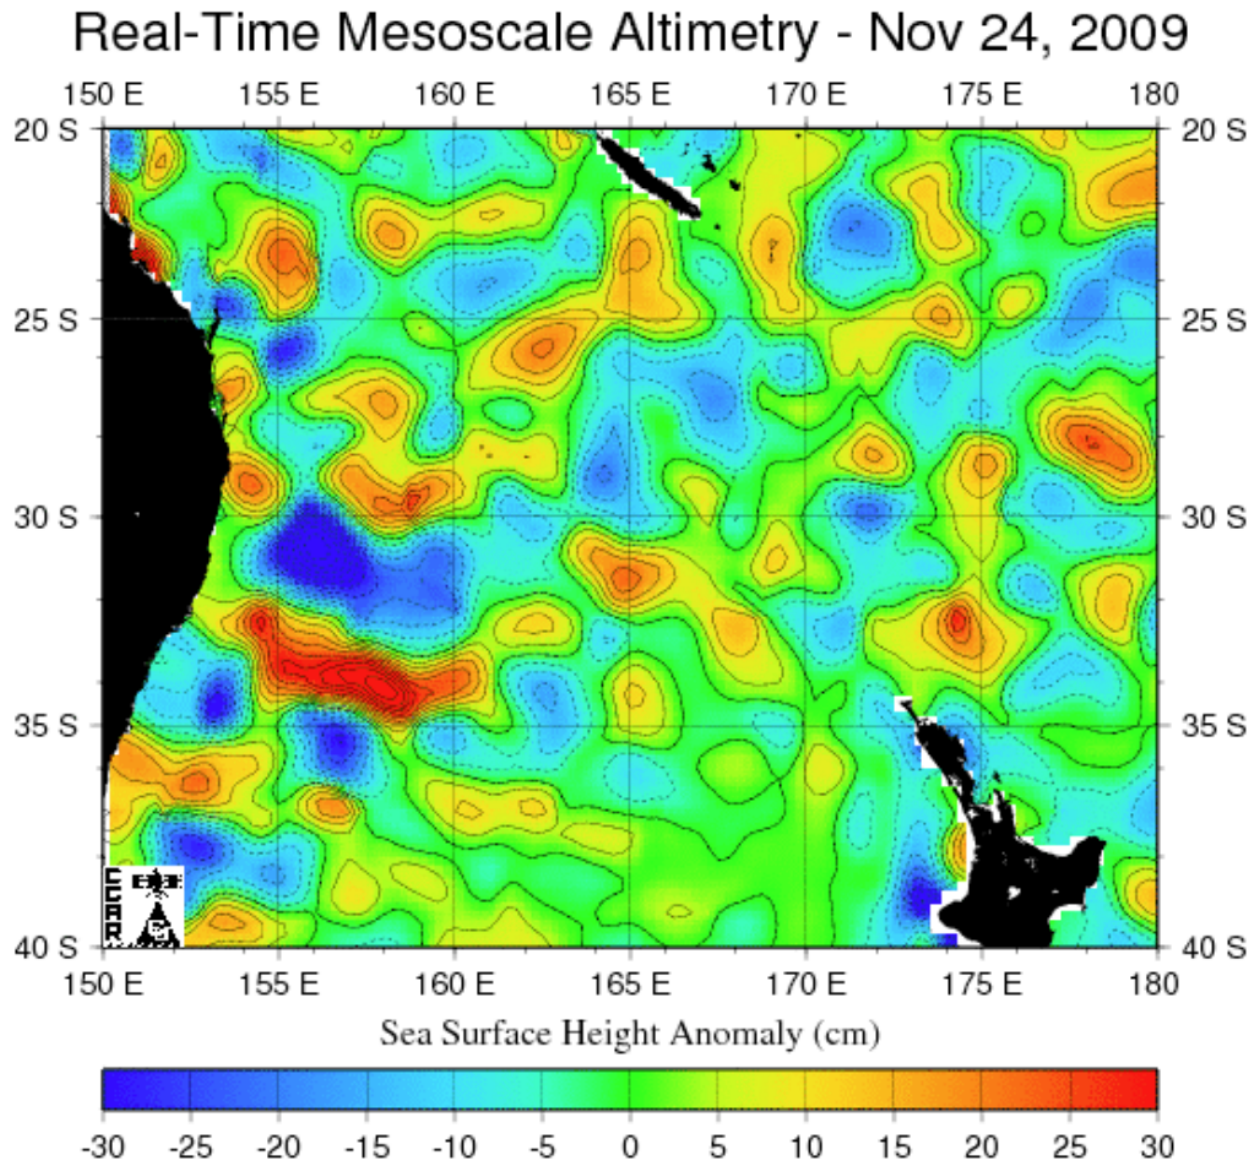 Real-Time Mesoscale Altimetry - Nov 24, 2009
150 E 155 E 160 E 165 E 170 E 175 E 180
20 S 20 S
25 S 25 S
30 S 30 S
35 S 35 S
CCAR
40 S 40 S
150 E 155 E 160 E 165 E 170 E 175 E 180
Sea Surface Height Anomaly (cm)
-30 -25 -20 -15 -10 -5 0 5 10 15 20 25 30